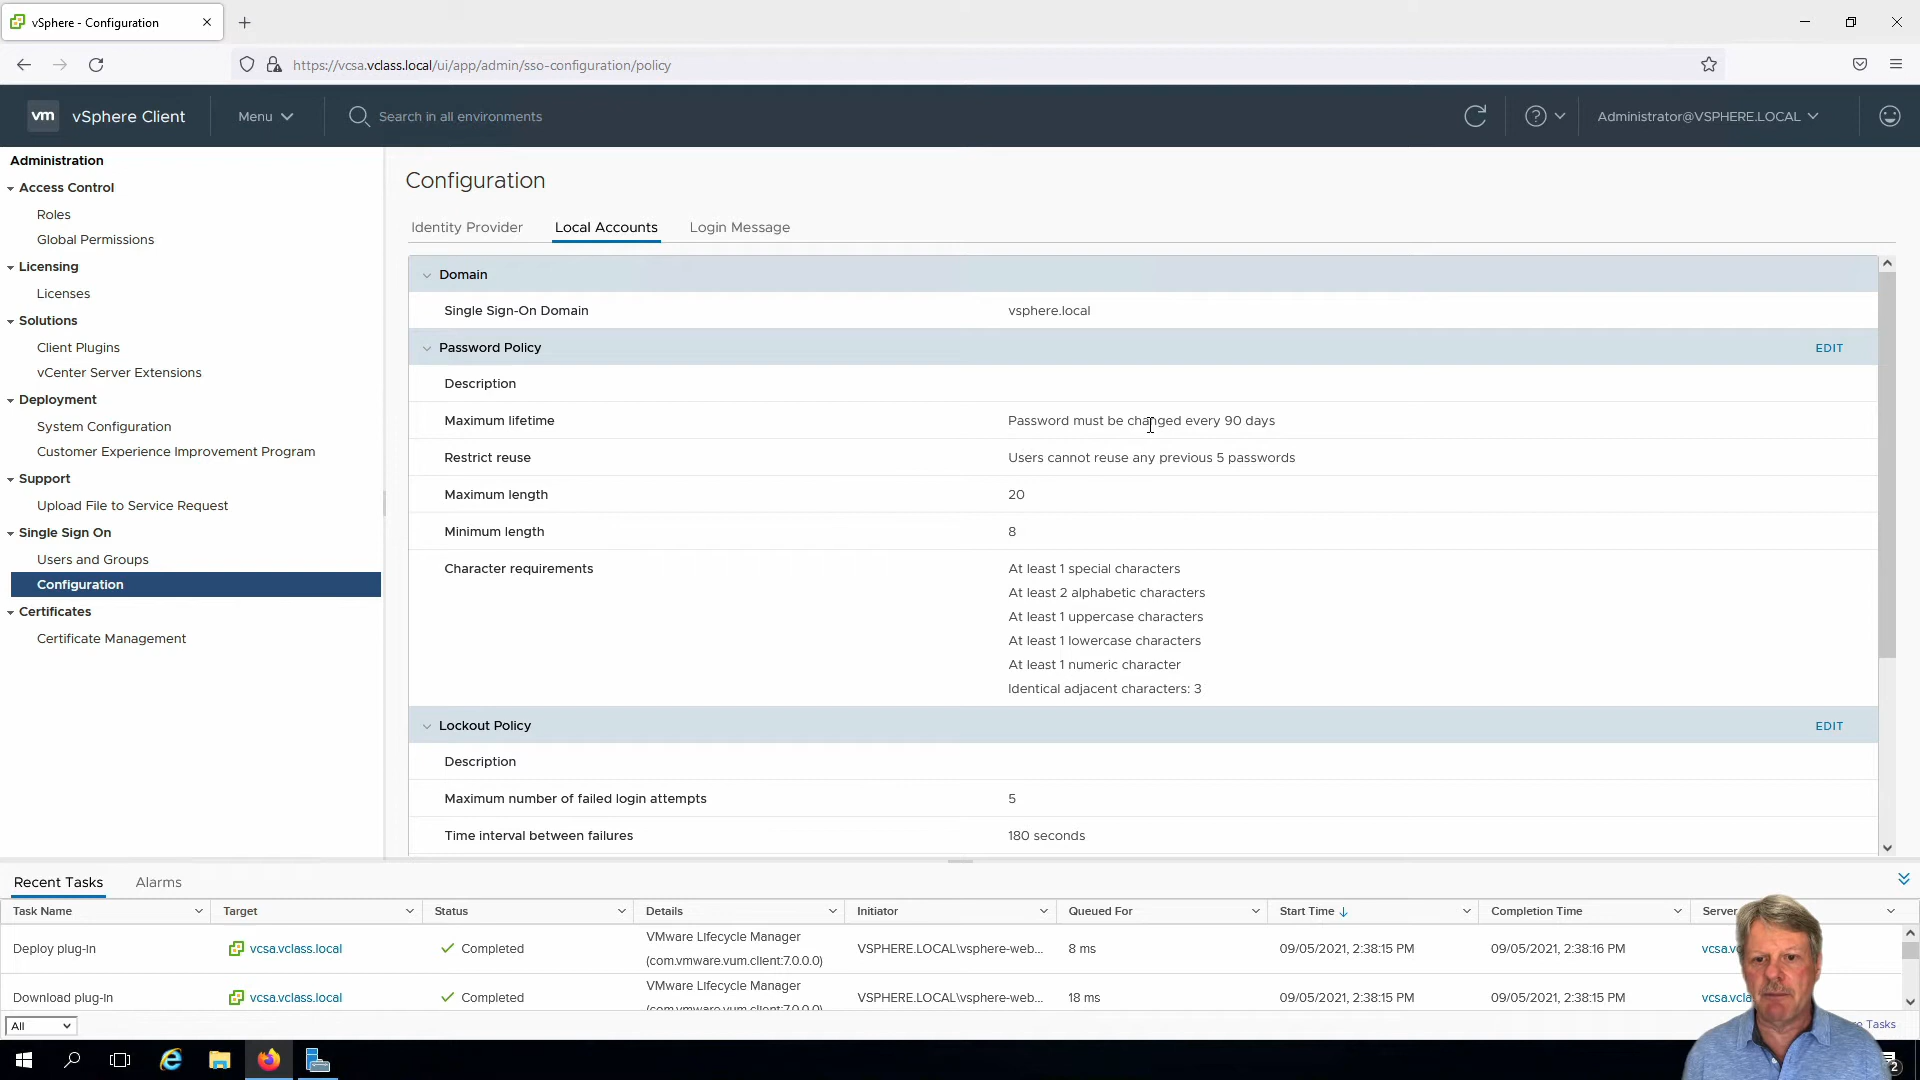 vSphere - Configuration
https://vcsa.vclass.local/ui/app/admin/sso-configuration/policy
vm vSphere Client Menu Search in all environments Administrator@VSPHERE.LOCAL
Administration
Access Control
Roles
Global Permissions
Licensing
Licenses
Solutions
Client Plugins
vCenter Server Extensions
Deployment
System Configuration
Customer Experience Improvement Program
Support
Upload File to Service Request
Single Sign On
Users and Groups
Configuration
Certificates
Certificate Management
Configuration
Identity Provider Local Accounts Login Message
Domain
Single Sign-On Domain vsphere.local
Password Policy EDIT
Description
Maximum lifetime Password must be changed every 90 days
Restrict reuse Users cannot reuse any previous 5 passwords
Maximum length 20
Minimum length 8
Character requirements At least 1 special characters
At least 2 alphabetic characters
At least 1 uppercase characters
At least 1 lowercase characters
At least 1 numeric character
Identical adjacent characters: 3
Lockout Policy EDIT
Description
Maximum number of failed login attempts 5
Time interval between failures 180 seconds
Recent Tasks Alarms
Task Name Target Status Details Initiator Queued For Start Time Completion Time Server
Deploy plug-in vcsa.vclass.local Completed VMware Lifecycle Manager (com.vmware.vum.client:7.0.0.0) VSPHERE.LOCAL\vsphere-web... 8 ms 09/05/2021, 2:38:15 PM 09/05/2021, 2:38:16 PM
Download plug-in vcsa.vclass.local Completed VMware Lifecycle Manager (com.vmware.vum.client:7.0.0.0) VSPHERE.LOCAL\vsphere-web... 18 ms 09/05/2021, 2:38:15 PM 09/05/2021, 2:38:15 PM
All Tasks
2